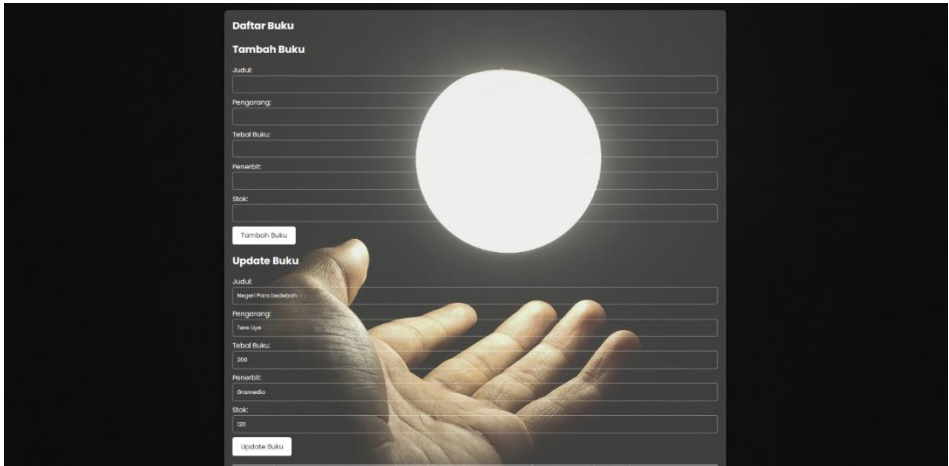 Daftar Buku
Tambah Buku
Judul:
Pengarang:
Tebal Buku:
Penerbit:
Stok:
Tambah Buku
Update Buku
Judul:
Negeri Para bedebah
Pengarang:
Tere Liye
Tebal Buku:
200
Penerbit:
Gramedia
Stok:
120
Update Buku